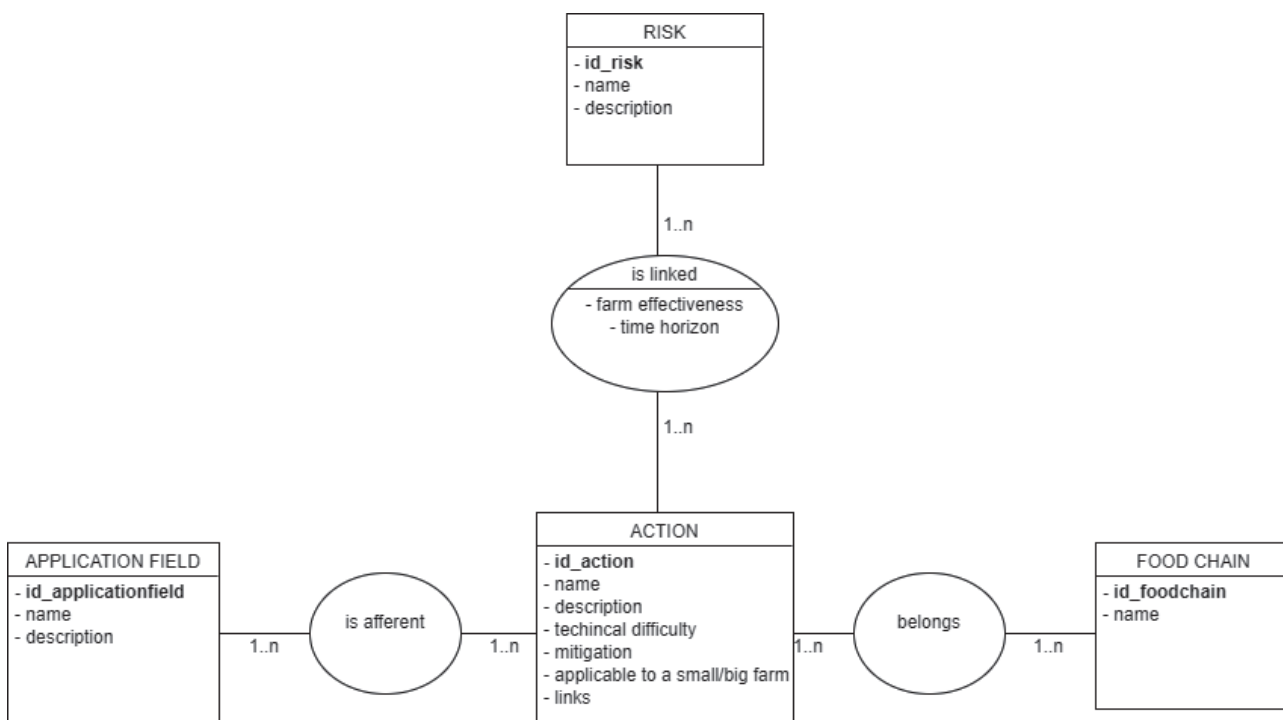 RISK
- id_risk
- name
- description
1..n
is linked
- farm effectiveness
- time horizon
1..n
APPLICATION FIELD
- id_applicationfield
- name
- description
1..n
is afferent
1..n
ACTION
- id_action
- name
- description
- techincal difficulty
- mitigation
- applicable to a small/big farm
- links
1..n
belongs
1..n
FOOD CHAIN
- id_foodchain
- name